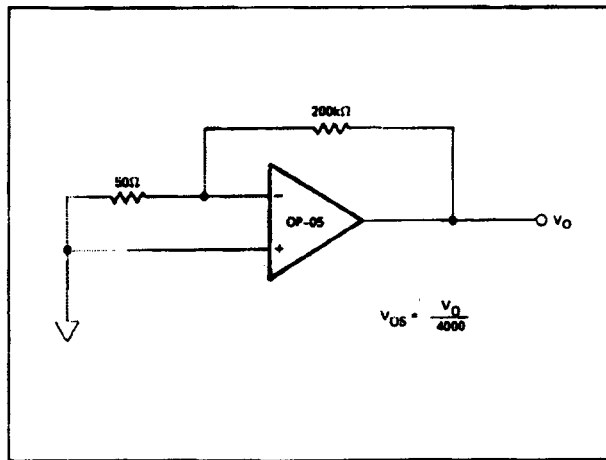 200kΩ
50Ω
−
OP-05
+
VO
VOS = VO
4000